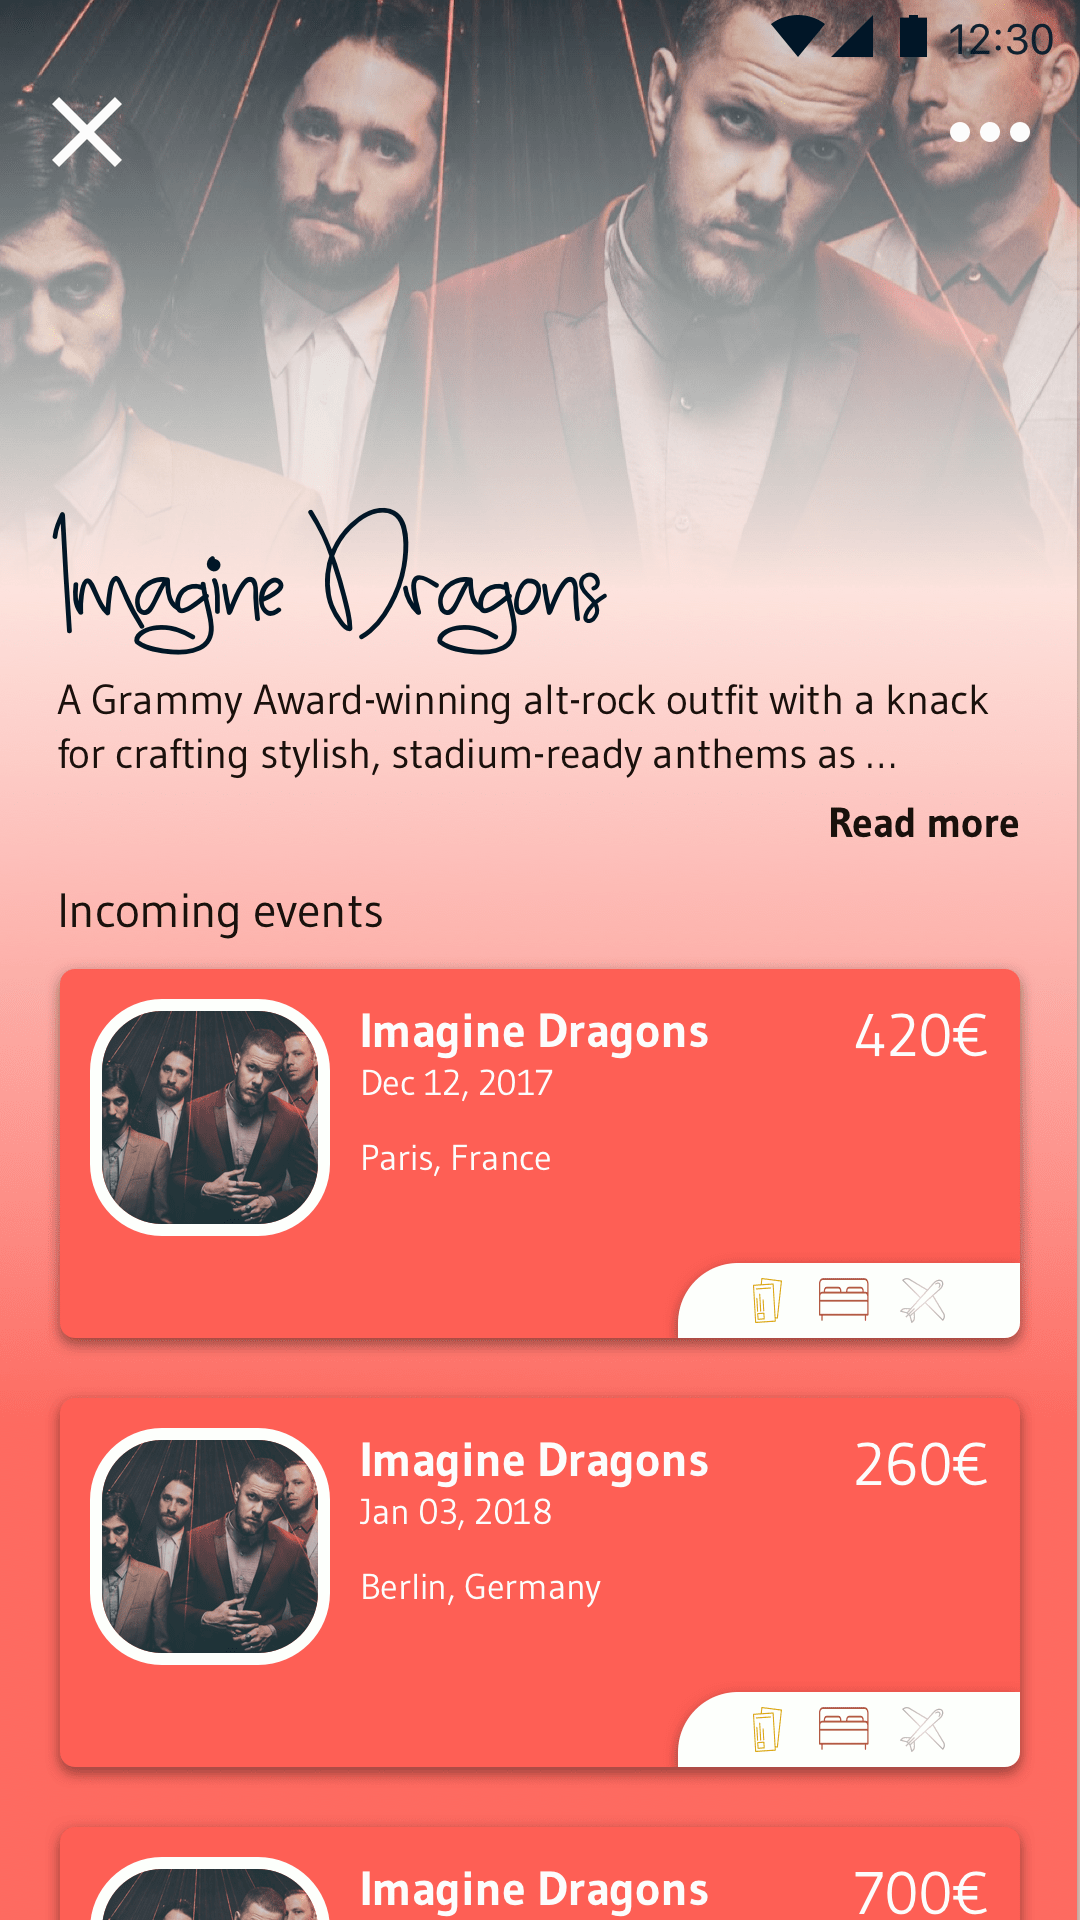 12:30
Imagine Dragons
A Grammy Award-winning alt-rock outfit with a knack
for crafting stylish, stadium-ready anthems as ...
Read more
Incoming events
Imagine Dragons
420€
Dec 12, 2017
Paris, France
Imagine Dragons
260€
Jan 03, 2018
Berlin, Germany
Imagine Dragons
700€